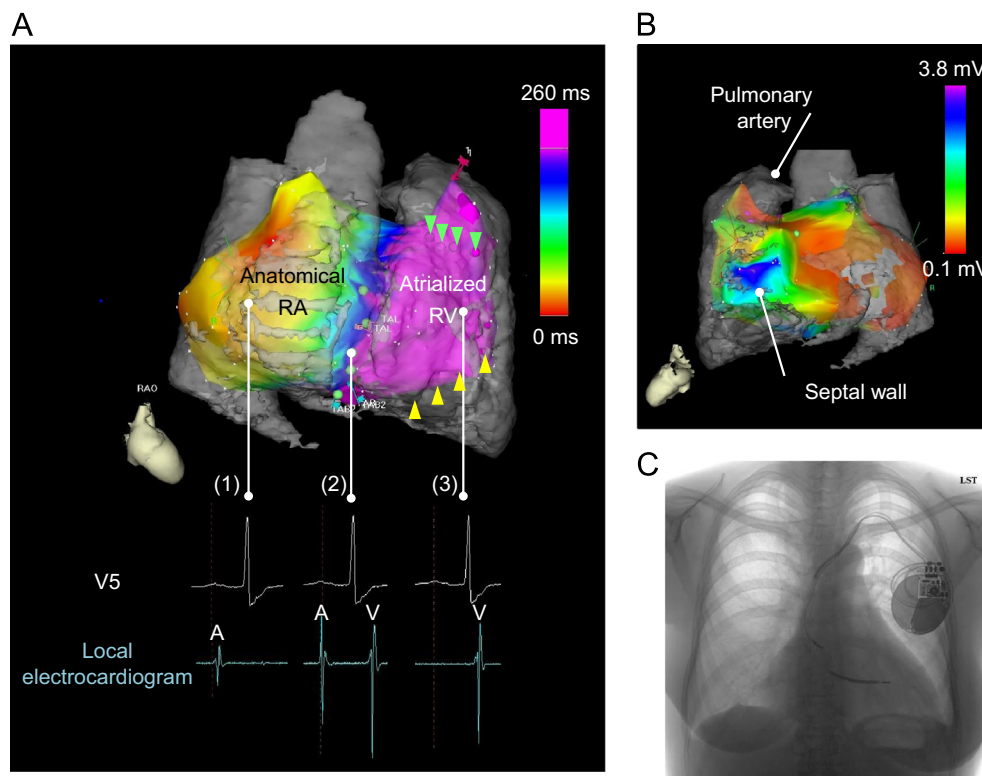 A
260 ms
0 ms
Anatomical
RA
Atrialized
RV
TAL
TAL
RAO
(1)
(2)
(3)
V5
A
A
V
V
Local
electrocardiogram
B
3.8 mV
Pulmonary
artery
0.1 mV
R
Septal wall
C
LST